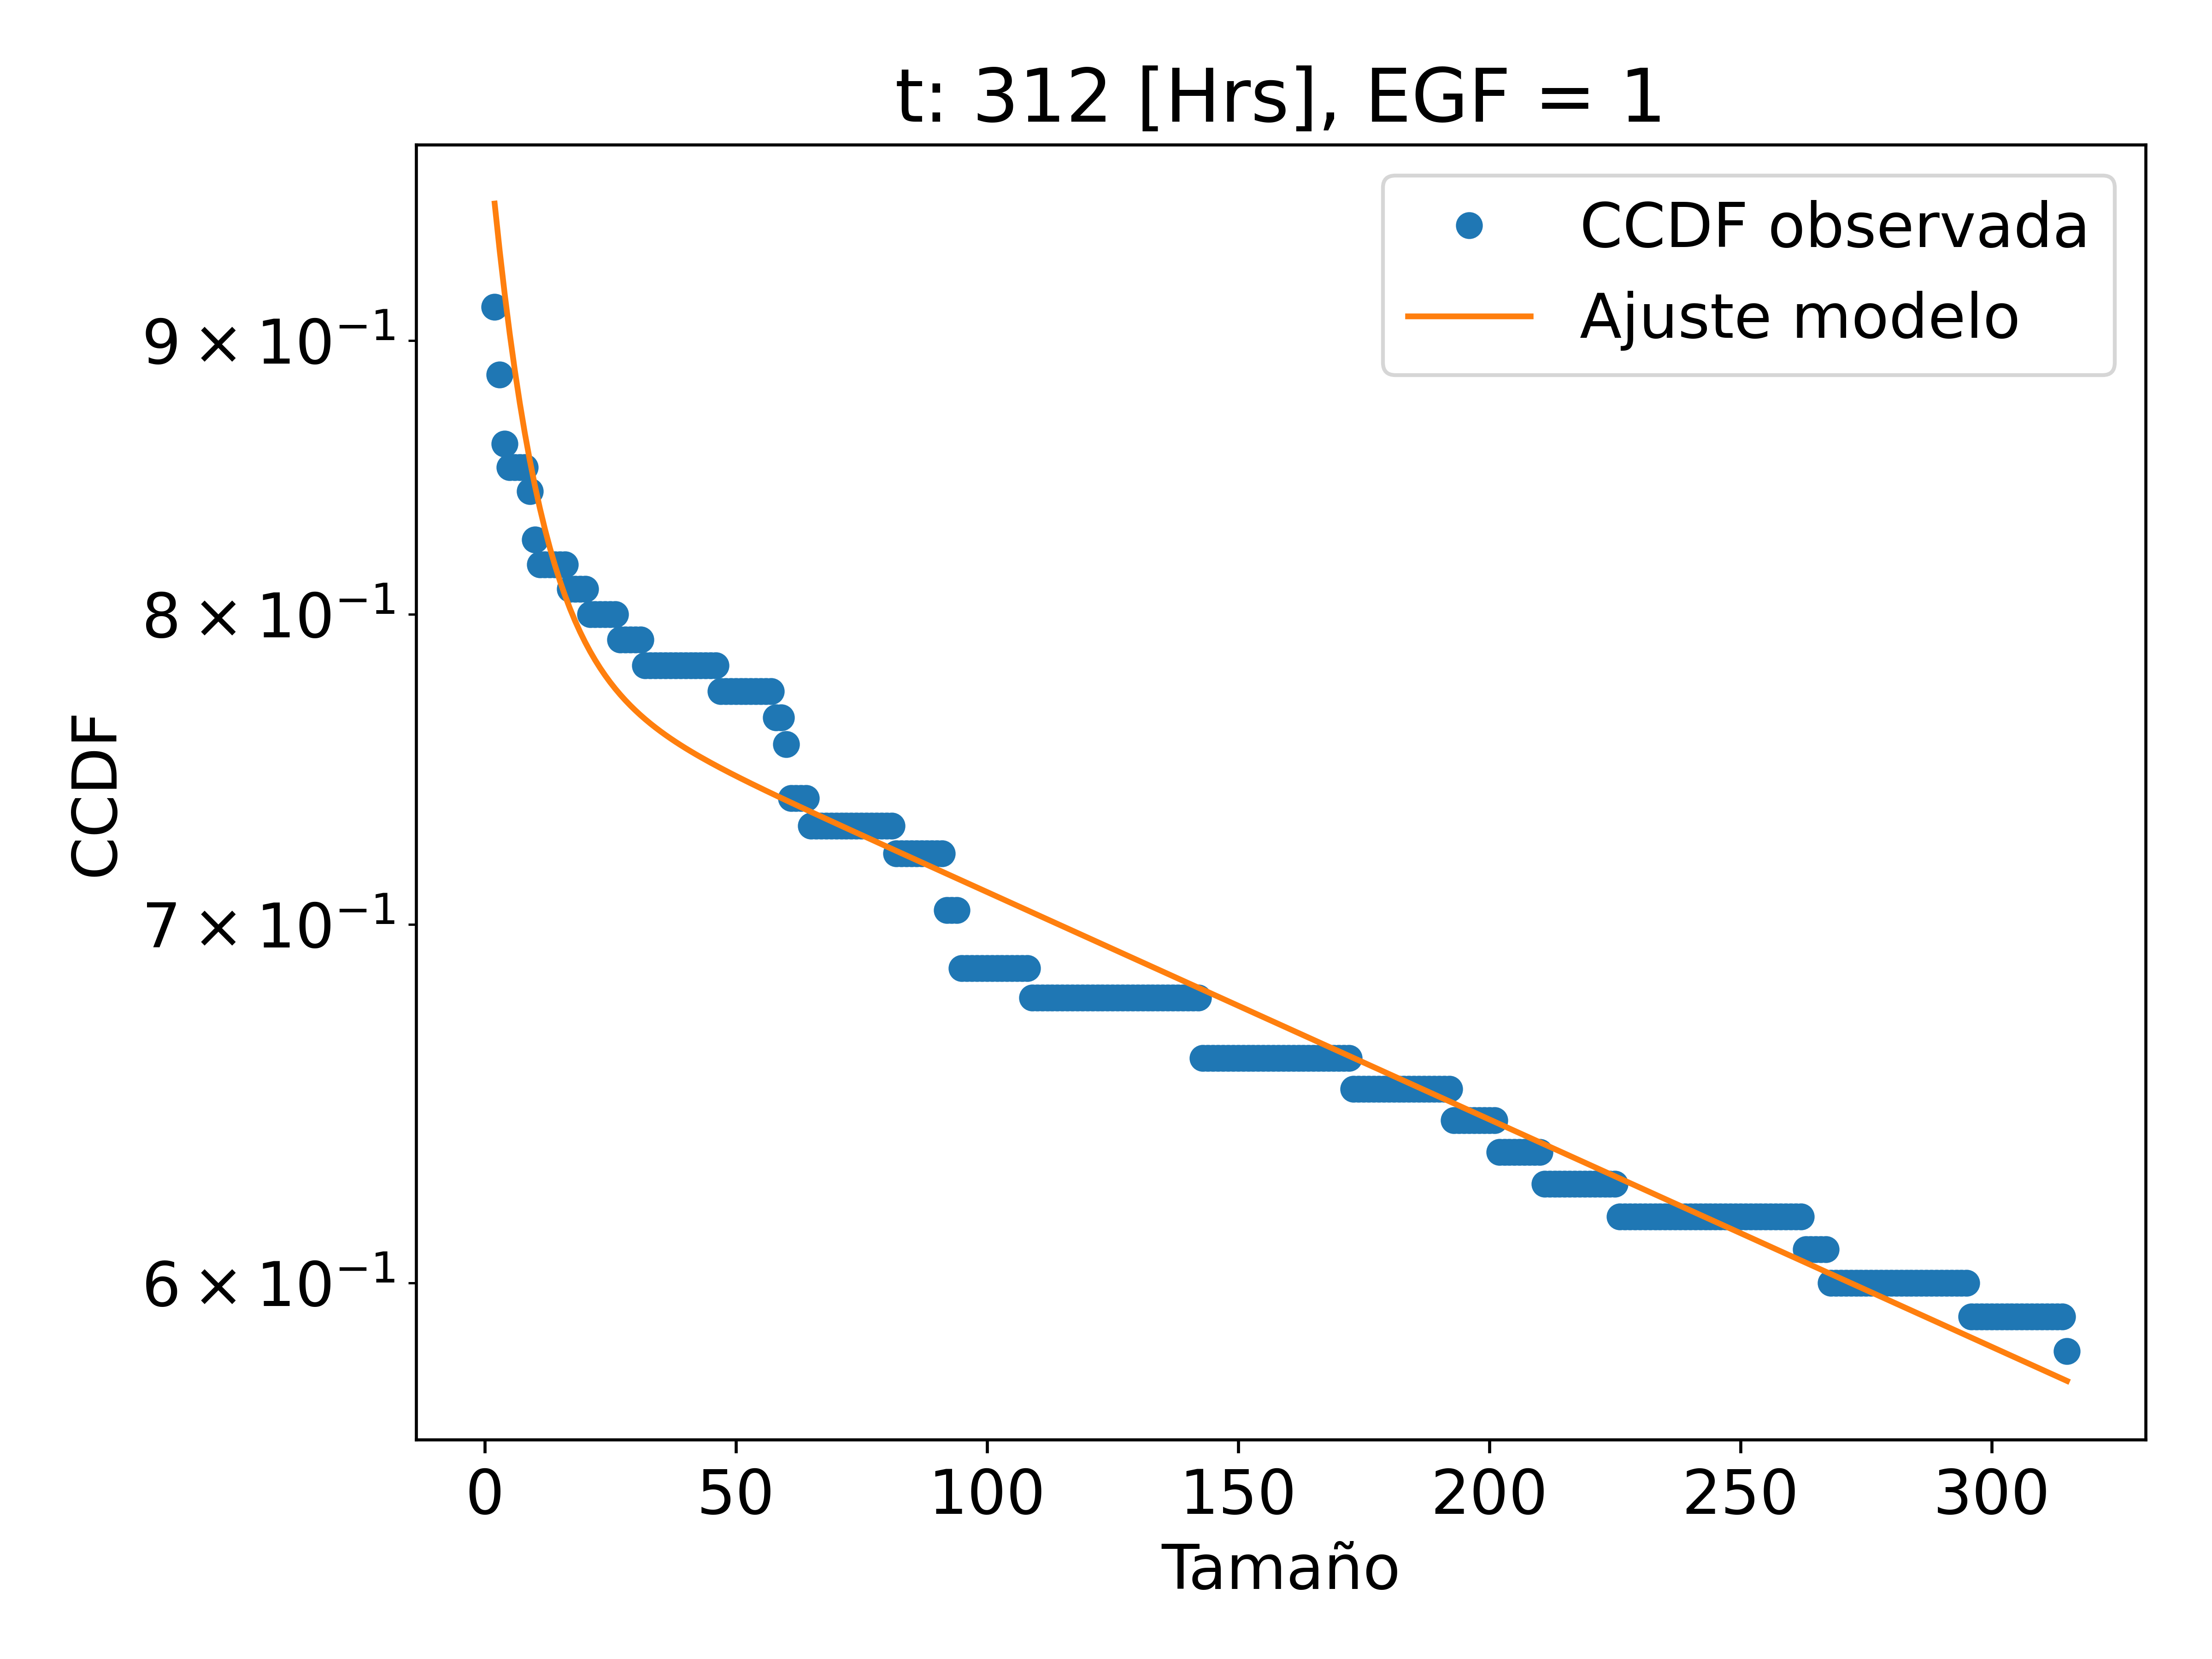 t: 312 [Hrs], EGF = 1
CCDF observada
Ajuste modelo
9 × 10⁻¹
8 × 10⁻¹
7 × 10⁻¹
6 × 10⁻¹
CCDF
0 50 100 150 200 250 300
Tamaño